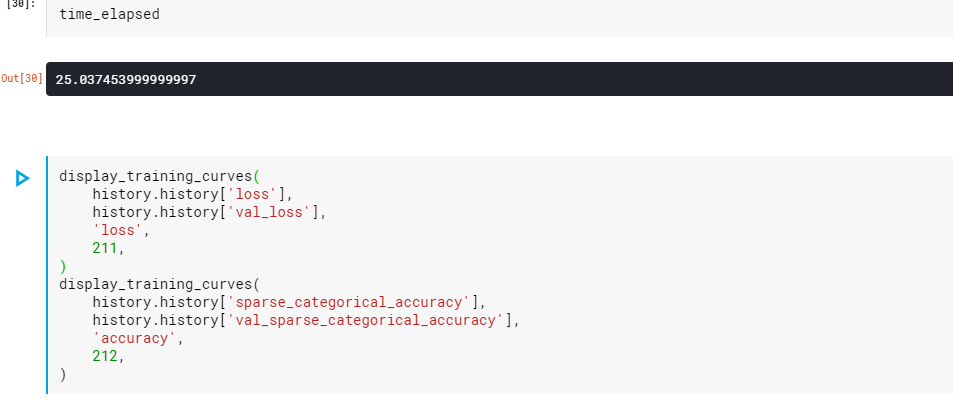 [30]:
time_elapsed
Out[30]
25.037453999999997
display_training_curves(
    history.history['loss'],
    history.history['val_loss'],
    'loss',
    211,
)
display_training_curves(
    history.history['sparse_categorical_accuracy'],
    history.history['val_sparse_categorical_accuracy'],
    'accuracy',
    212,
)